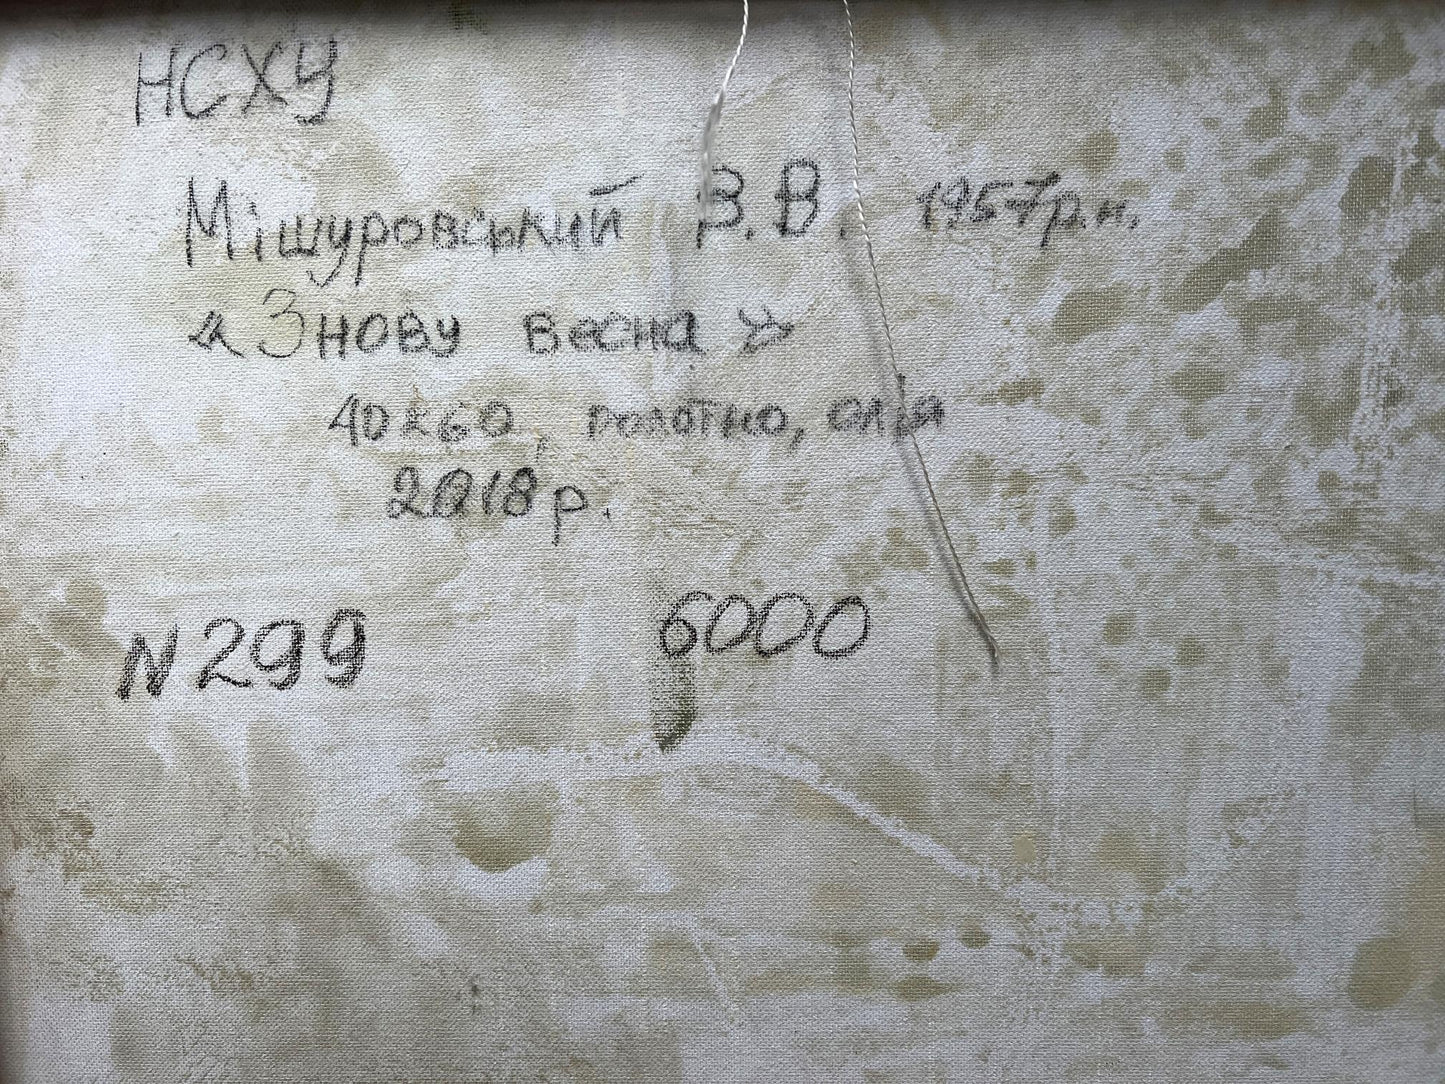 НСХУ
Мішуровський В.В. 1957р.н.
«Знову весна»
40х60, полотно, олія
2018р.
N299 6000